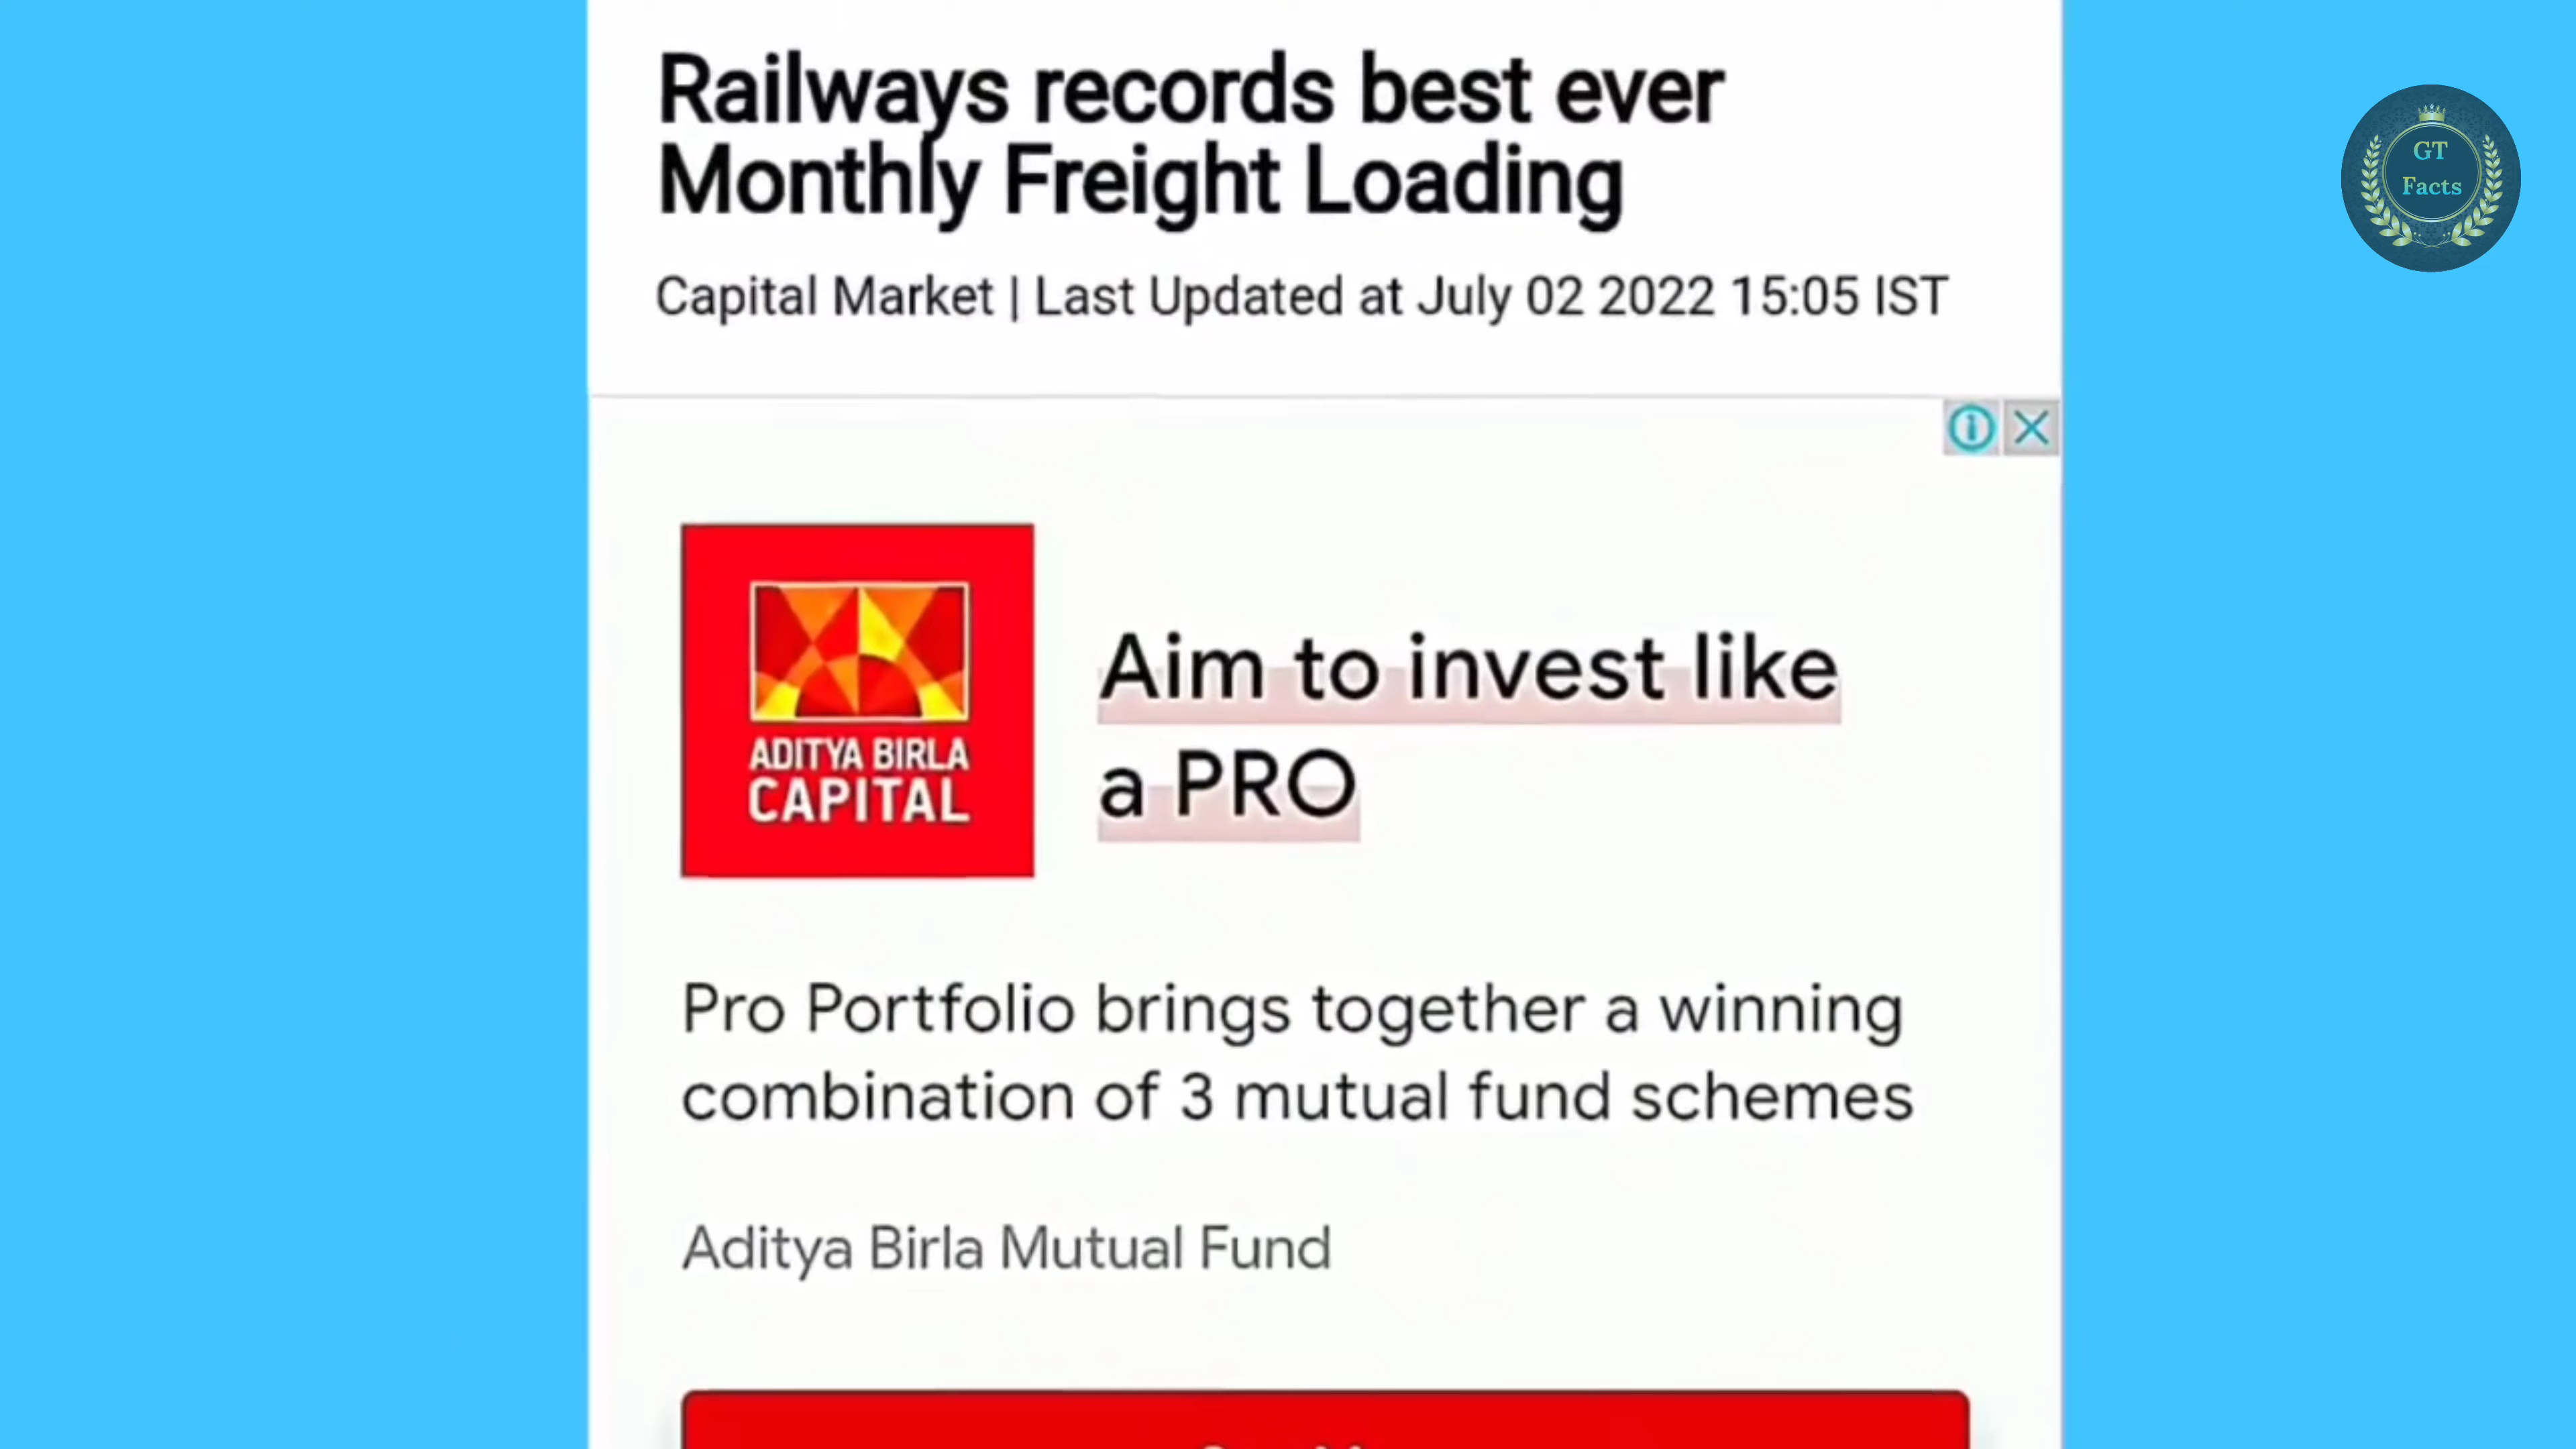 Railways records best ever
Monthly Freight Loading
GT
Facts
Capital Market | Last Updated at July 02 2022 15:05 IST
ADITYA BIRLA
CAPITAL
Aim to invest like
a PRO
Pro Portfolio brings together a winning
combination of 3 mutual fund schemes
Aditya Birla Mutual Fund